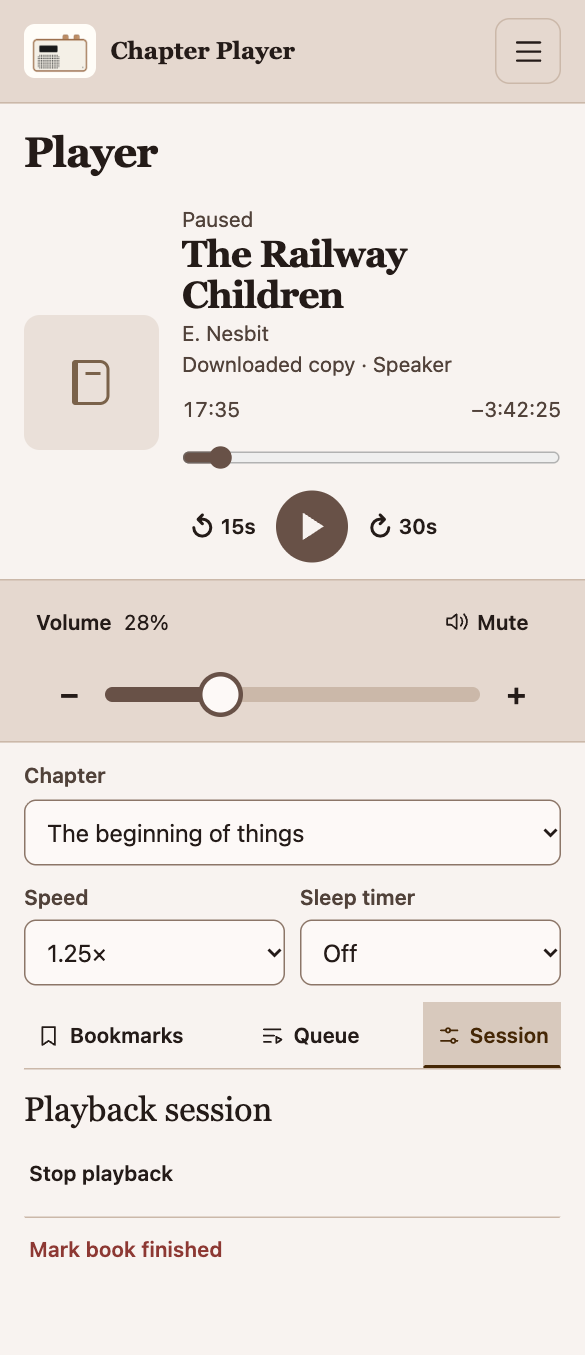 Chapter Player
Player
Paused
The Railway
Children
E. Nesbit
Downloaded copy · Speaker
17:35 −3:42:25
15s 30s
Volume 28% Mute
− +
Chapter
The beginning of things
Speed Sleep timer
1.25× Off
Bookmarks Queue Session
Playback session
Stop playback
Mark book finished